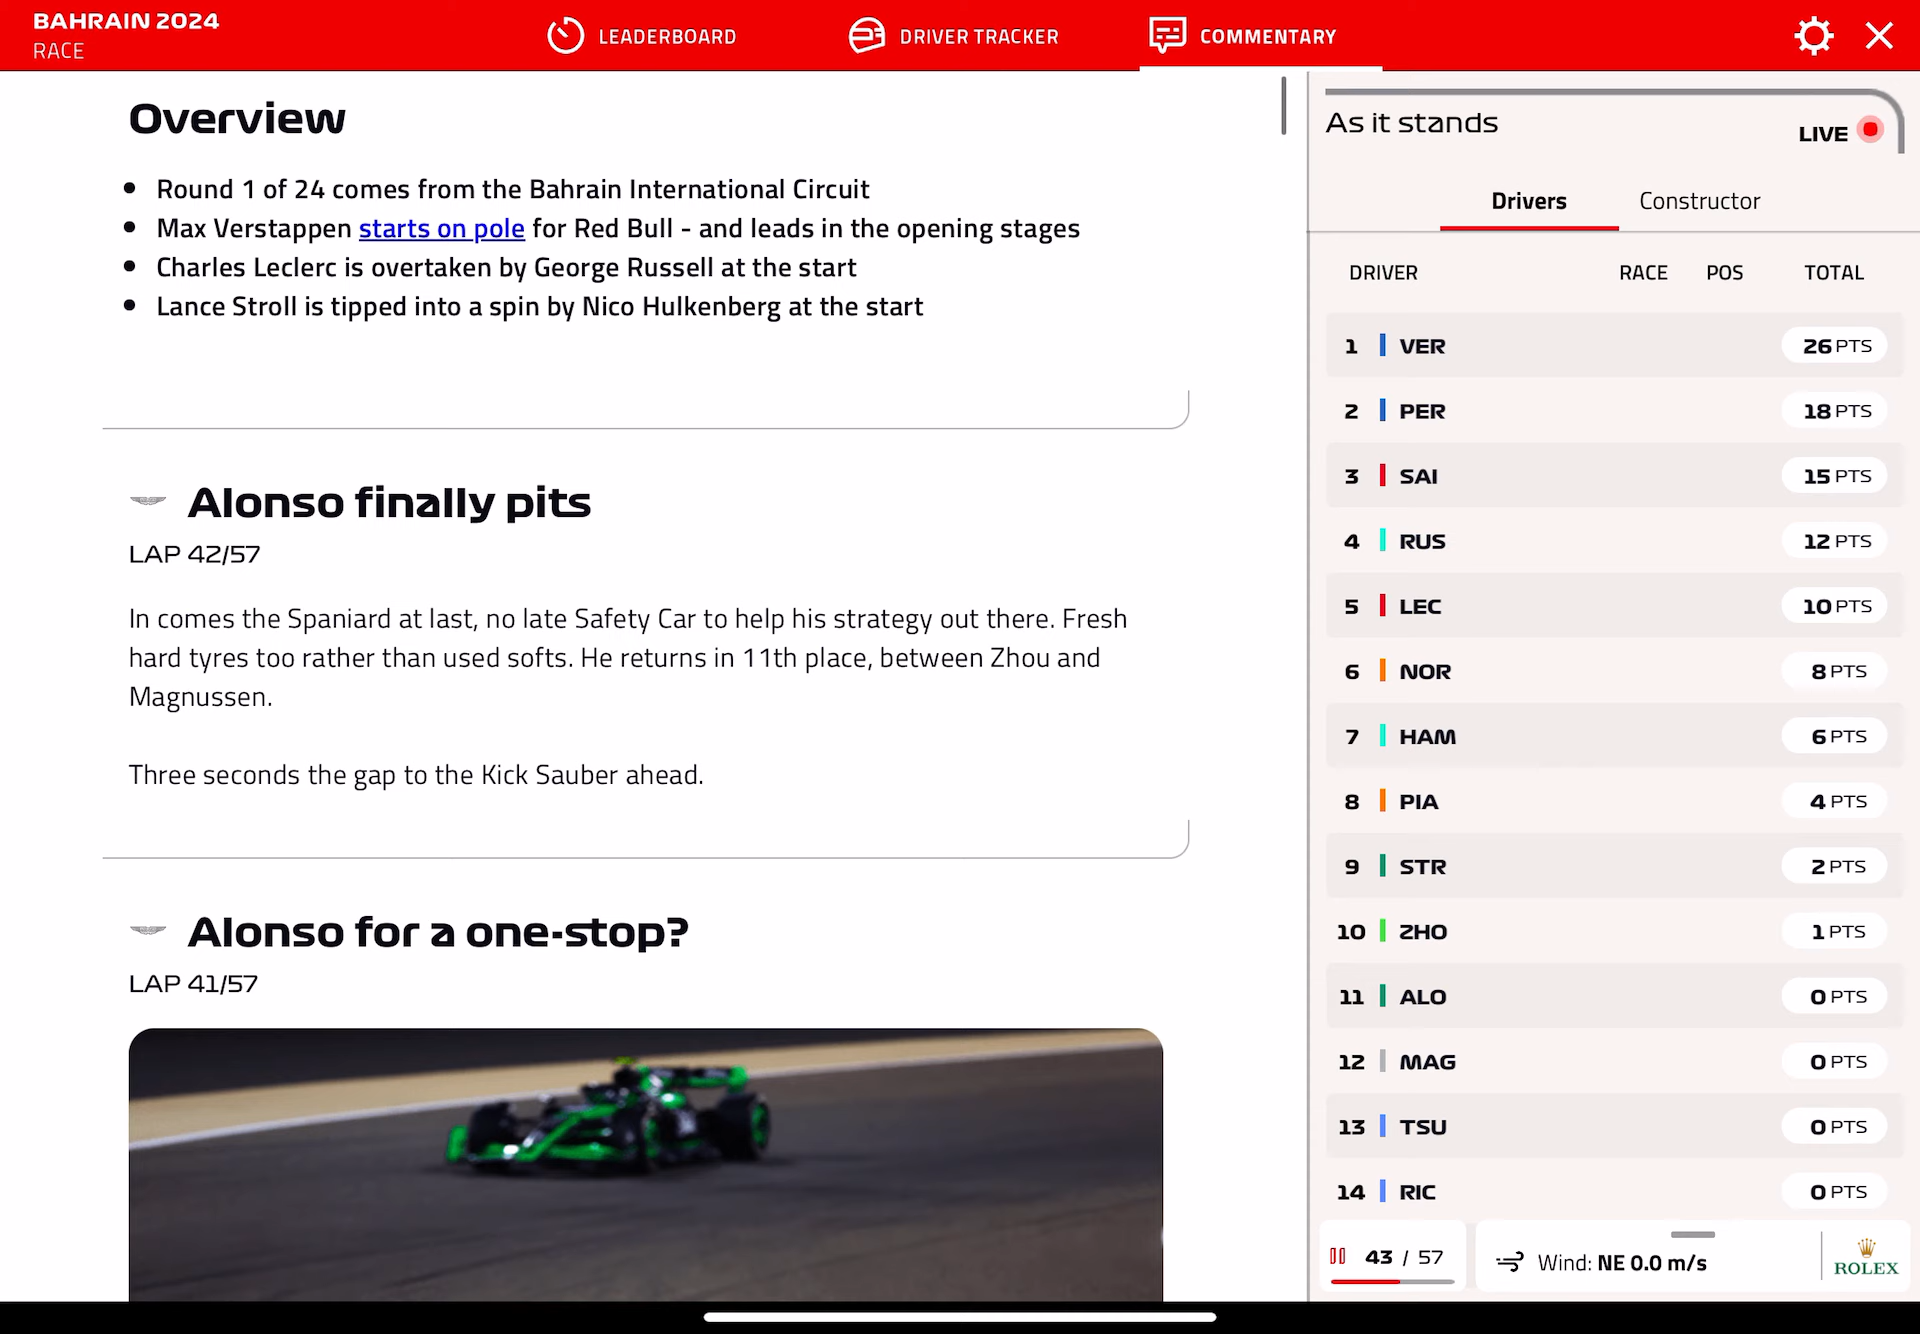 BAHRAIN 2024
RACE
LEADERBOARD
DRIVER TRACKER
COMMENTARY
Overview
Round 1 of 24 comes from the Bahrain International Circuit
Max Verstappen starts on pole for Red Bull - and leads in the opening stages
Charles Leclerc is overtaken by George Russell at the start
Lance Stroll is tipped into a spin by Nico Hulkenberg at the start
Alonso finally pits
LAP 42/57
In comes the Spaniard at last, no late Safety Car to help his strategy out there. Fresh
hard tyres too rather than used softs. He returns in 11th place, between Zhou and
Magnussen.
Three seconds the gap to the Kick Sauber ahead.
Alonso for a one-stop?
LAP 41/57
As it stands
LIVE
Drivers Constructor
DRIVER RACE POS TOTAL
1 VER 26 PTS
2 PER 18 PTS
3 SAI 15 PTS
4 RUS 12 PTS
5 LEC 10 PTS
6 NOR 8 PTS
7 HAM 6 PTS
8 PIA 4 PTS
9 STR 2 PTS
10 ZHO 1 PTS
11 ALO 0 PTS
12 MAG 0 PTS
13 TSU 0 PTS
14 RIC 0 PTS
43 / 57
Wind: NE 0.0 m/s
ROLEX